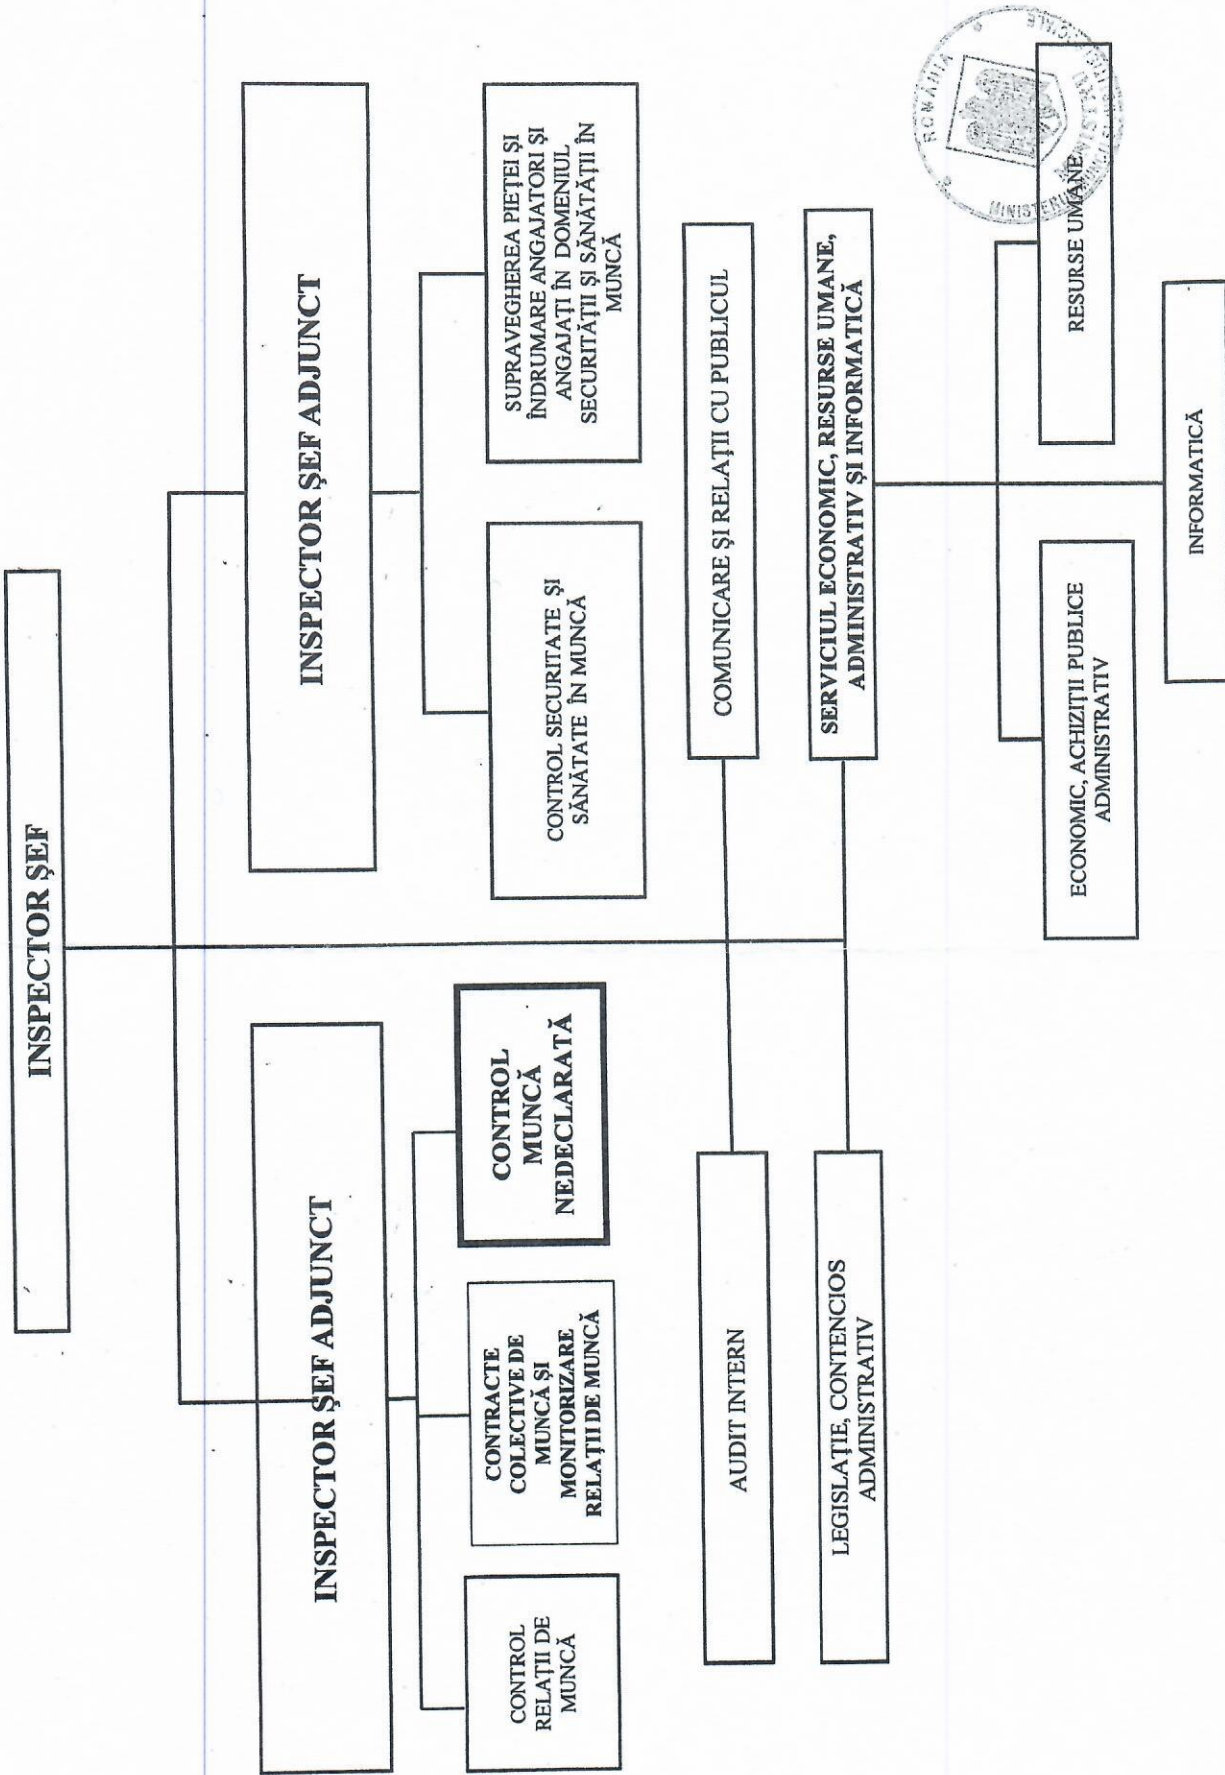 INSPECTOR ŞEF
INSPECTOR ŞEF ADJUNCT
INSPECTOR ŞEF ADJUNCT
CONTROL
RELAŢII DE
MUNCĂ
CONTRACTE
COLECTIVE DE
MUNCĂ ŞI
MONITORIZARE
RELAŢII DE MUNCĂ
CONTROL
MUNCĂ
NEDECLARATĂ
CONTROL SECURITATE ŞI
SĂNĂTATE ÎN MUNCĂ
SUPRAVEGHEREA PIEŢEI ŞI
ÎNDRUMARE ANGAJATORI ŞI
ANGAJAŢI ÎN DOMENIUL
SECURITĂŢII ŞI SĂNĂTĂŢII ÎN
MUNCĂ
AUDIT INTERN
COMUNICARE ŞI RELAŢII CU PUBLICUL
LEGISLAŢIE, CONTENCIOS
ADMINISTRATIV
SERVICIUL ECONOMIC, RESURSE UMANE,
ADMINISTRATIV ŞI INFORMATICĂ
ECONOMIC, ACHIZIŢII PUBLICE
ADMINISTRATIV
RESURSE UMANE
INFORMATICĂ
ROMÂNIA